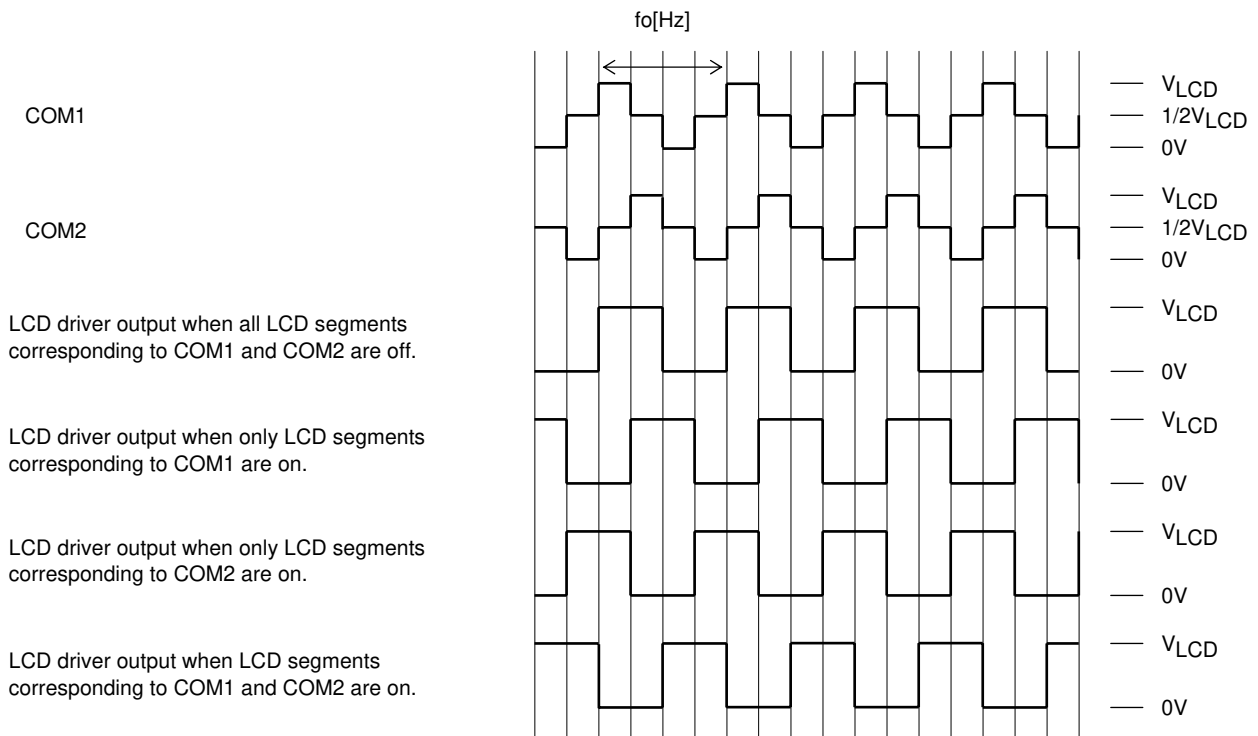 fo[Hz]
COM1
VLCD
1/2VLCD
0V
COM2
VLCD
1/2VLCD
0V
LCD driver output when all LCD segments
corresponding to COM1 and COM2 are off.
VLCD
0V
LCD driver output when only LCD segments
corresponding to COM1 are on.
VLCD
0V
LCD driver output when only LCD segments
corresponding to COM2 are on.
VLCD
0V
LCD driver output when LCD segments
corresponding to COM1 and COM2 are on.
VLCD
0V